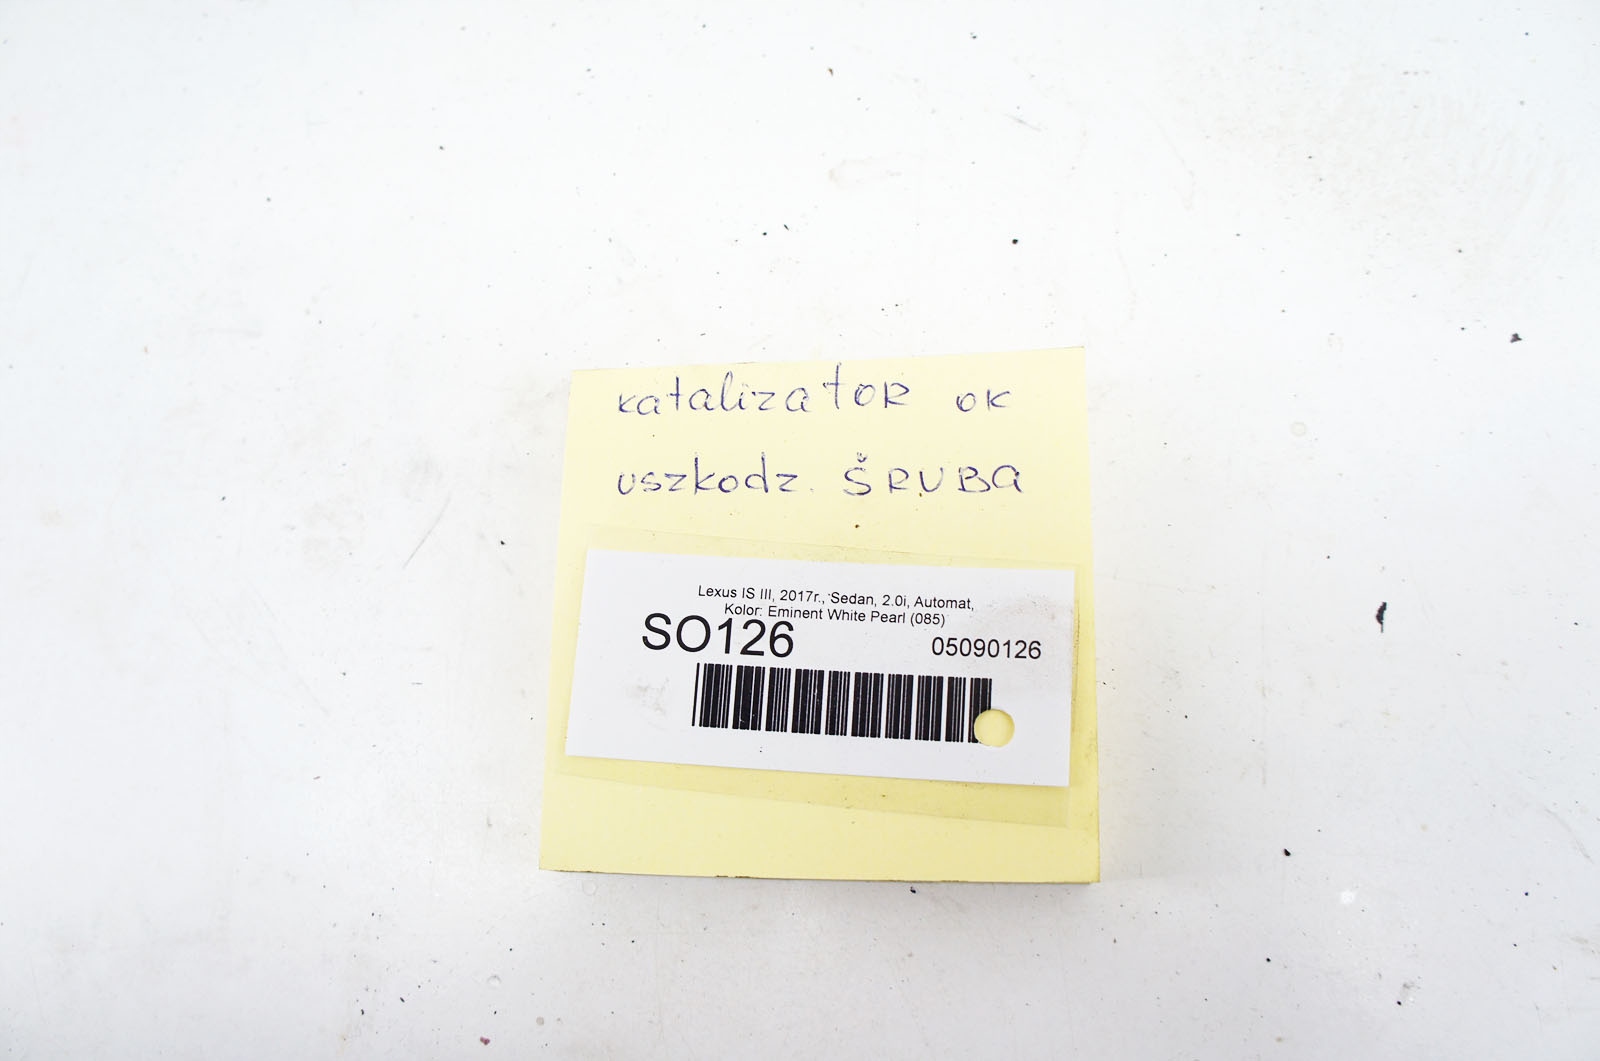 katalizator ok
uszkodz. ŠRUBA
Lexus IS III, 2017r., Sedan, 2.0i, Automat,
Kolor: Eminent White Pearl (085)
SO126 05090126